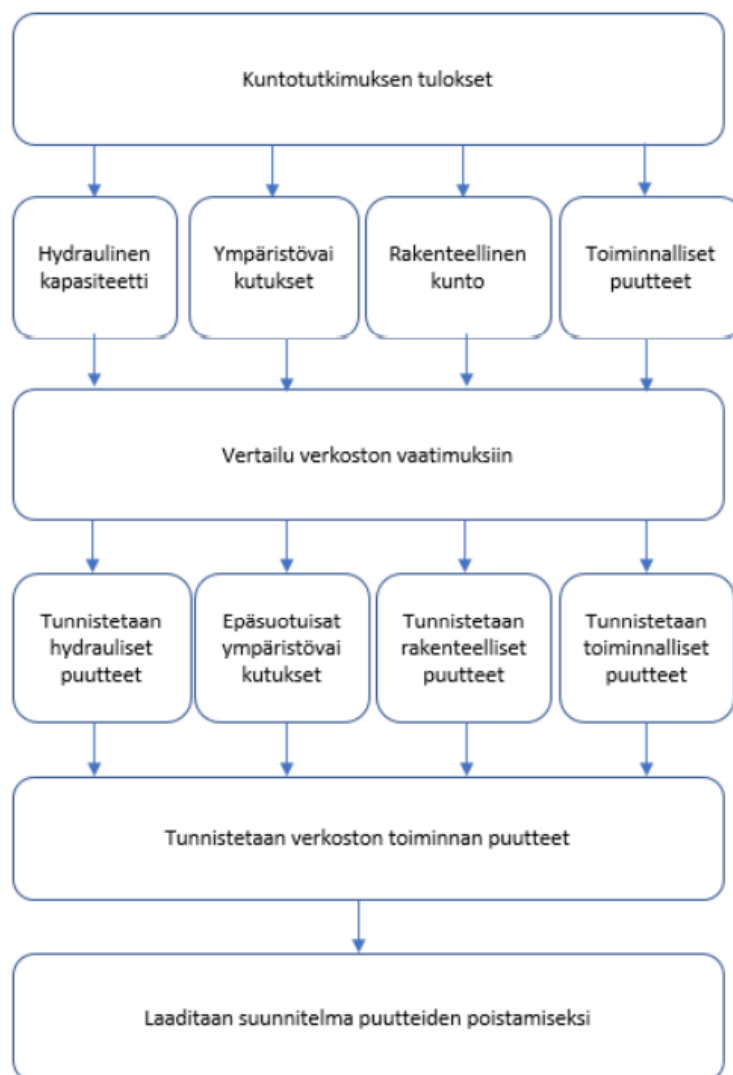 Kuntotutkimuksen tulokset
Hydraulinen
kapasiteetti
Ympäristövai
kutukset
Rakenteellinen
kunto
Toiminnalliset
puutteet
Vertailu verkoston vaatimuksiin
Tunnistetaan
hydrauliset
puutteet
Epäsuotuisat
ympäristövai
kutukset
Tunnistetaan
rakenteelliset
puutteet
Tunnistetaan
toiminnalliset
puutteet
Tunnistetaan verkoston toiminnan puutteet
Laaditaan suunnitelma puutteiden poistamiseksi